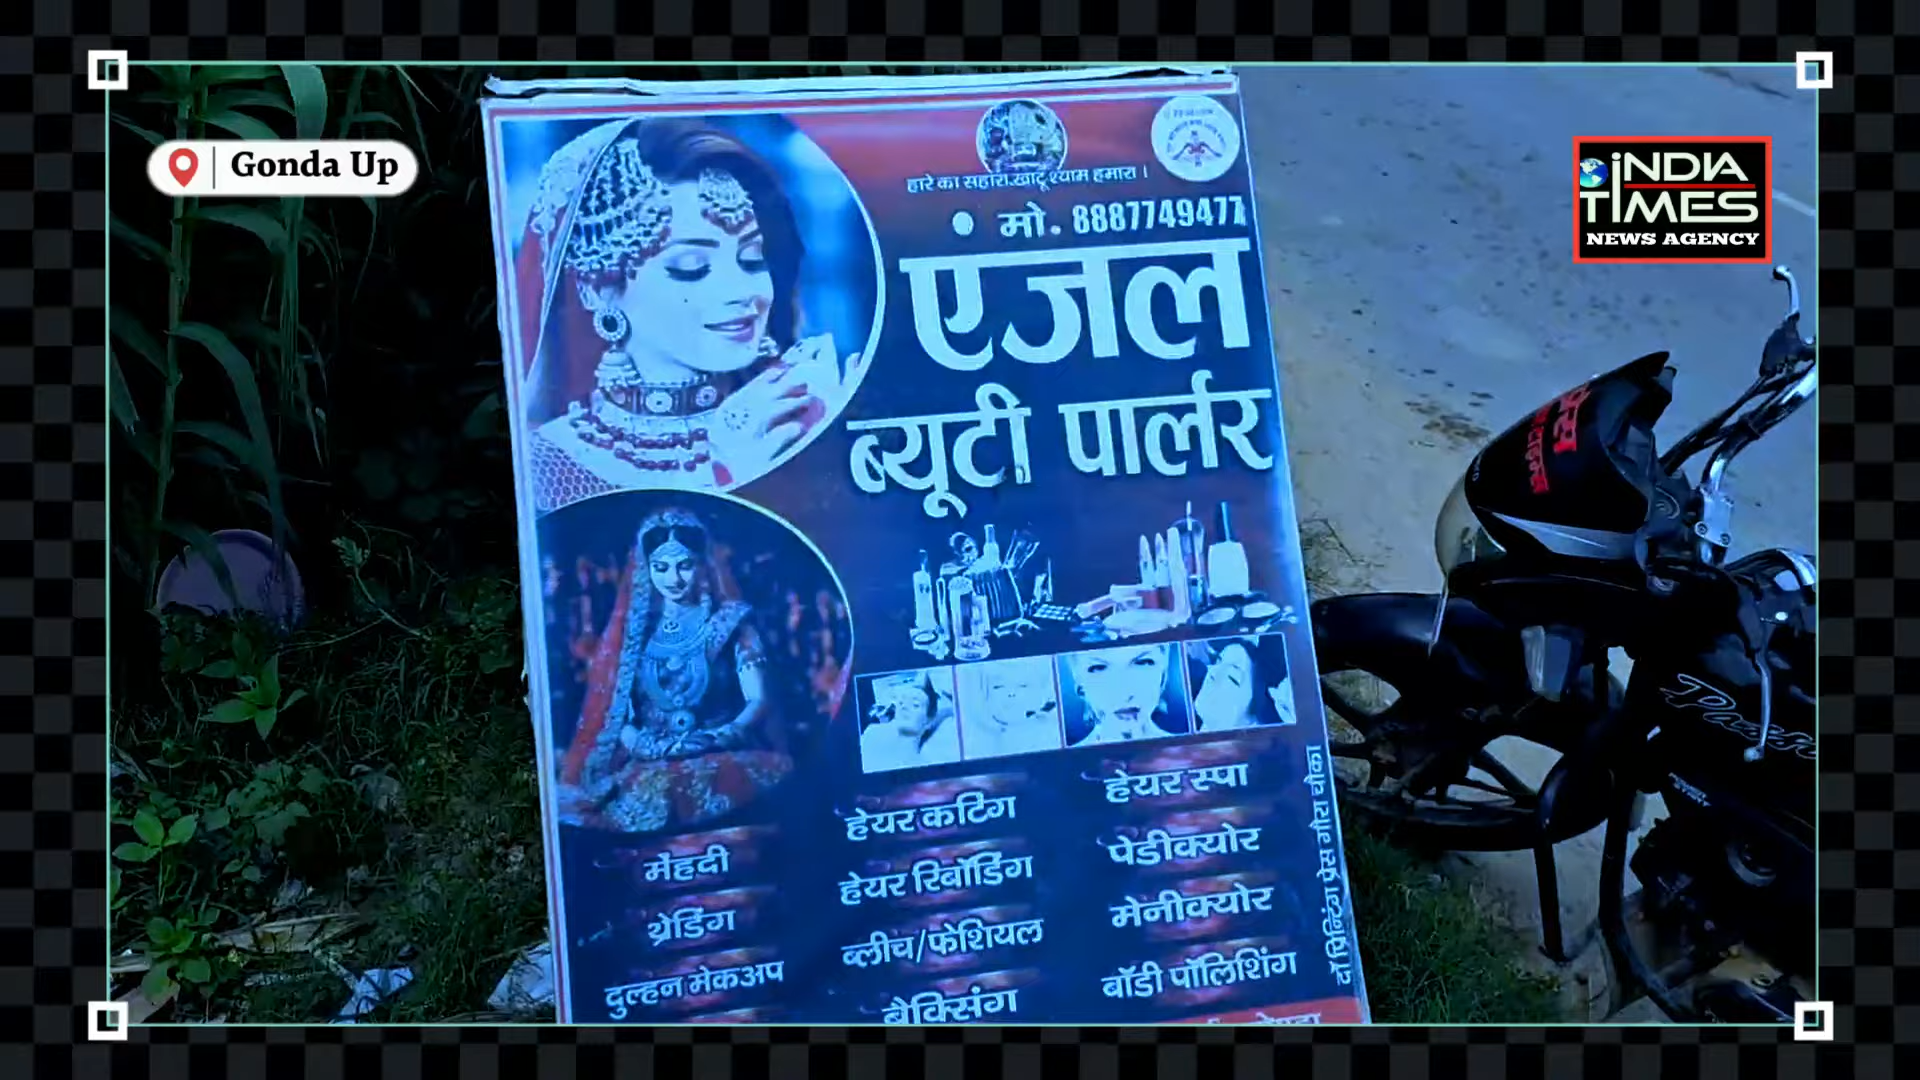 Gonda Up
INDIA
TIMES
NEWS AGENCY
हारे का सहारा खाटू श्याम हमारा ।
मो. 8887749477
एंजल
ब्यूटी पार्लर
मेंहदी
थ्रेडिंग
दुल्हन मेकअप
हेयर कटिंग
हेयर रिबॉडिंग
ब्लीच/फेशियल
बैक्सिंग
हेयर स्पा
पेडीक्योर
मेनीक्योर
बॉडी पॉलिशिंग
प्रिन्टिंग प्रेस गौरा चौका